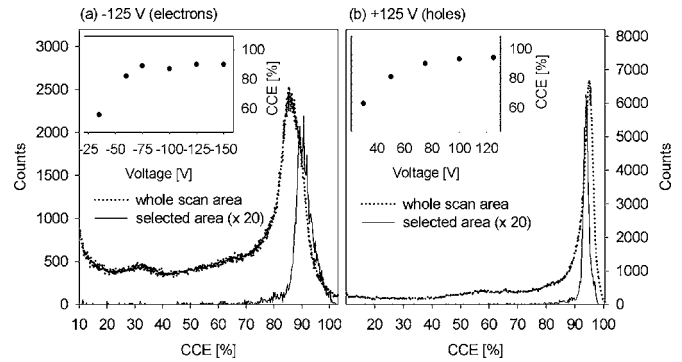 (a) -125 V (electrons)
3000
2500
2000
1500
1000
500
0
Counts
100
80
60
CCE [%]
-25 -50 -75 -100 -125 -150
Voltage [V]
whole scan area
selected area (x 20)
10 20 30 40 50 60 70 80 90 100
CCE [%]
(b) +125 V (holes)
100
80
60
CCE [%]
40 60 80 100 120
Voltage [V]
whole scan area
selected area (x 20)
8000
7000
6000
5000
4000
3000
2000
1000
0
Counts
20 30 40 50 60 70 80 90 100
CCE [%]